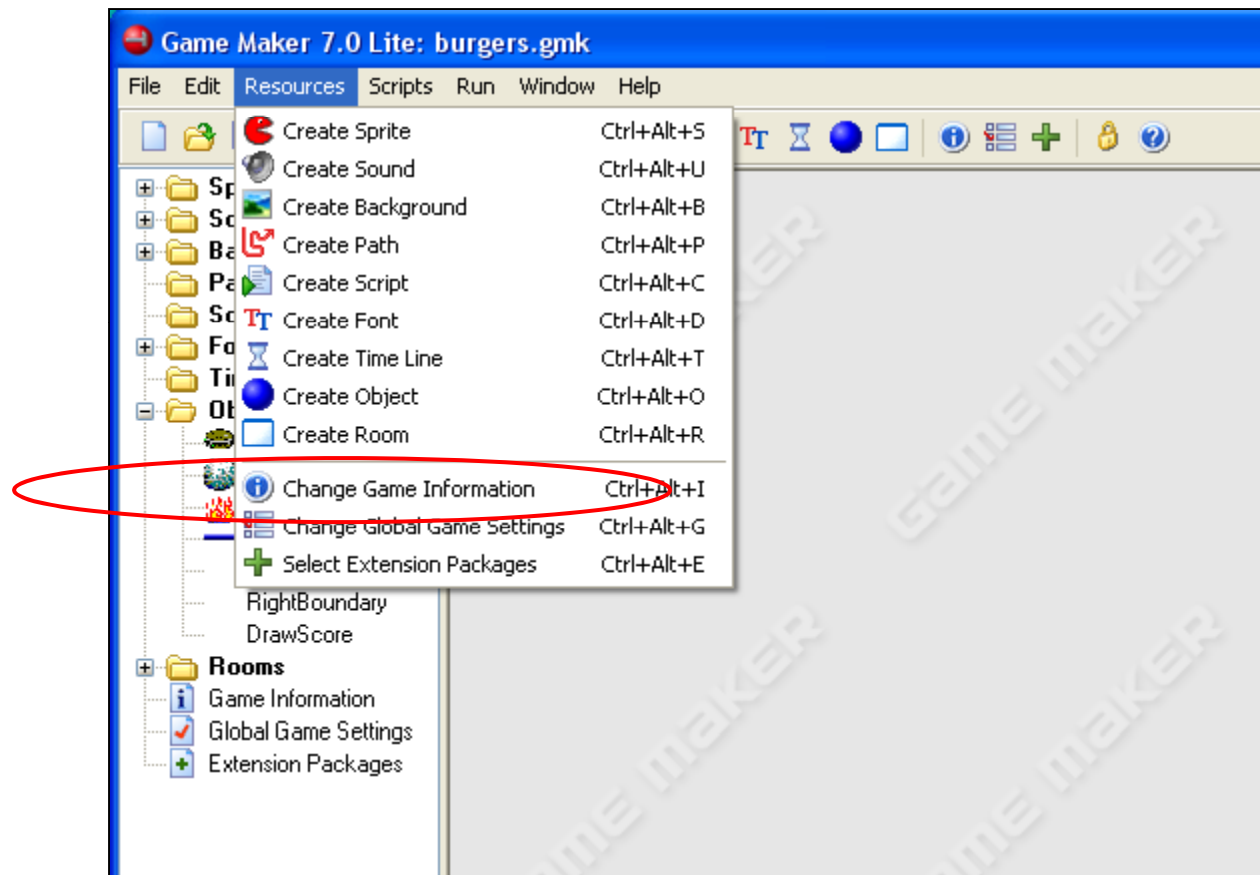 Game Maker 7.0 Lite: burgers.gmk
File Edit Resources Scripts Run Window Help
Create Sprite Ctrl+Alt+S
Create Sound Ctrl+Alt+U
Create Background Ctrl+Alt+B
Create Path Ctrl+Alt+P
Create Script Ctrl+Alt+C
Create Font Ctrl+Alt+D
Create Time Line Ctrl+Alt+T
Create Object Ctrl+Alt+O
Create Room Ctrl+Alt+R
Change Game Information Ctrl+Alt+I
Change Global Game Settings Ctrl+Alt+G
Select Extension Packages Ctrl+Alt+E
RightBoundary
DrawScore
Rooms
Game Information
Global Game Settings
Extension Packages
GAME MAKER
GAME MAKER